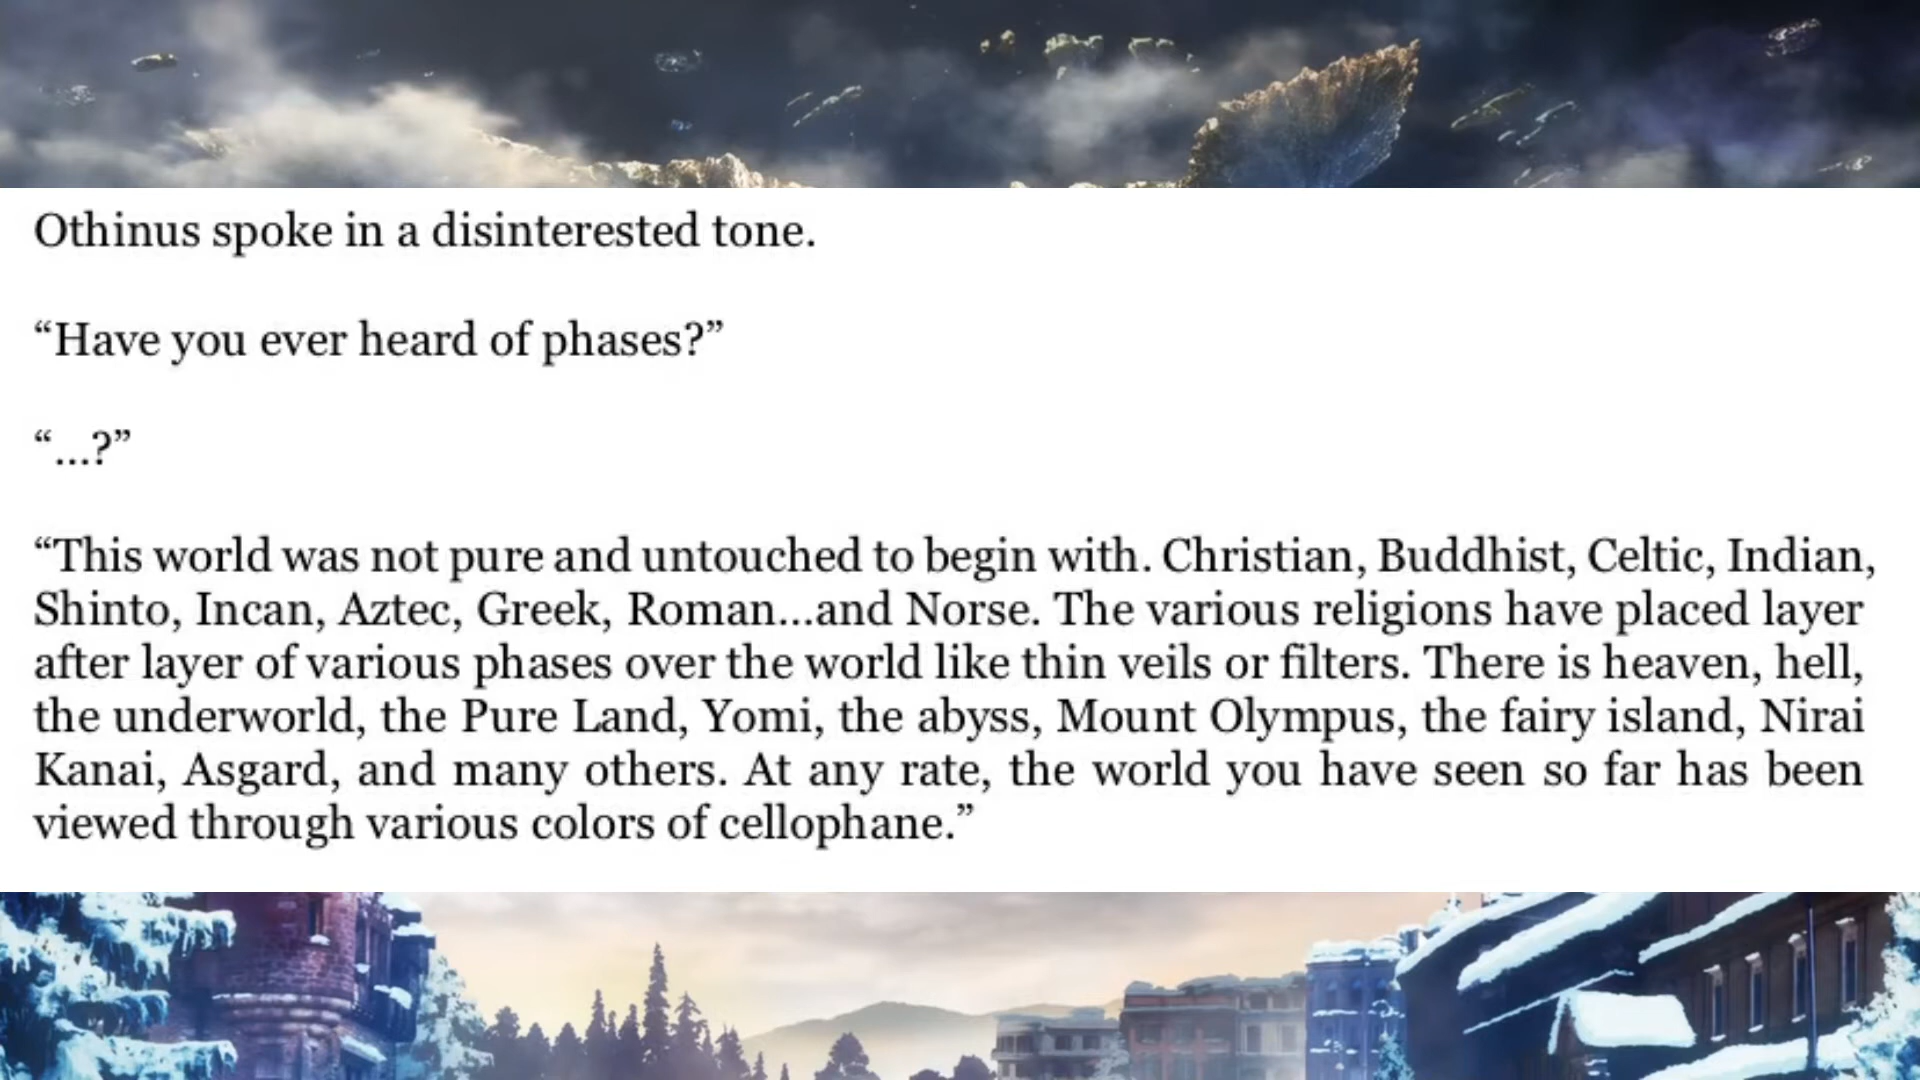 Othinus spoke in a disinterested tone.
“Have you ever heard of phases?”
“...?”
“This world was not pure and untouched to begin with. Christian, Buddhist, Celtic, Indian,
Shinto, Incan, Aztec, Greek, Roman...and Norse. The various religions have placed layer
after layer of various phases over the world like thin veils or filters. There is heaven, hell,
the underworld, the Pure Land, Yomi, the abyss, Mount Olympus, the fairy island, Nirai
Kanai, Asgard, and many others. At any rate, the world you have seen so far has been
viewed through various colors of cellophane.”